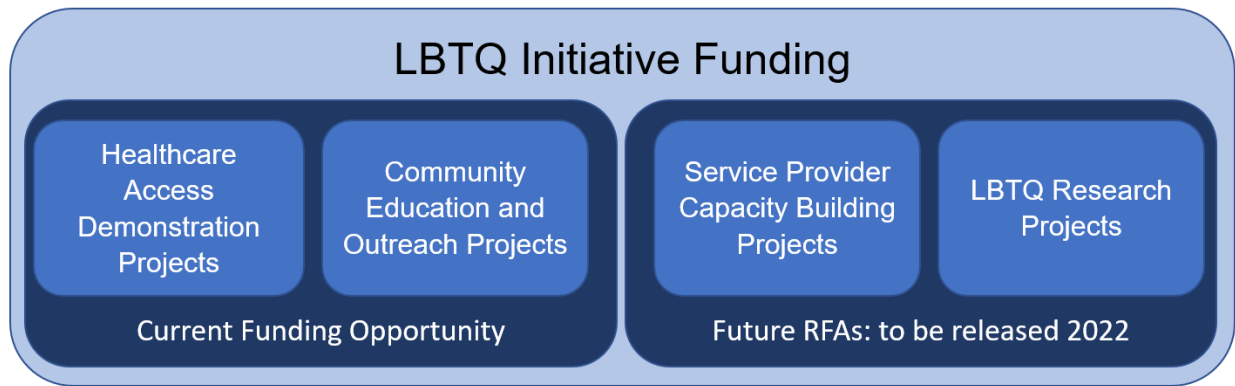 LBTQ Initiative Funding
Healthcare
Access
Demonstration
Projects
Community
Education and
Outreach Projects
Current Funding Opportunity
Service Provider
Capacity Building
Projects
LBTQ Research
Projects
Future RFAs: to be released 2022